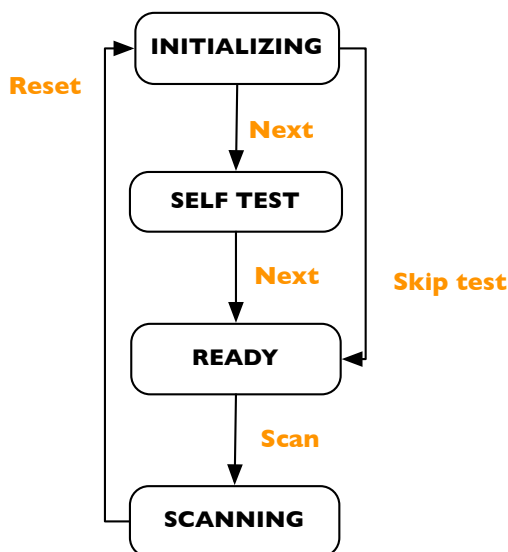 INITIALIZING
Reset
Next
SELF TEST
Next
Skip test
READY
Scan
SCANNING